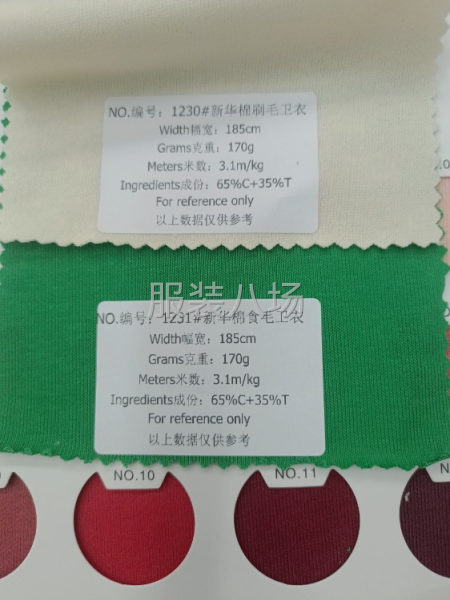 NO.编号：1230#新华棉刷毛卫衣
Width幅宽：185cm
Grams克重：170g
Meters米数：3.1m/kg
Ingredients成份：65%C+35%T
For reference only
以上数据仅供参考
服装八场
NO.编号：1231#新华棉食毛卫衣
Width幅宽：185cm
Grams克重：170g
Meters米数：3.1m/kg
Ingredients成份：65%C+35%T
For reference only
以上数据仅供参考
NO.10
NO.11